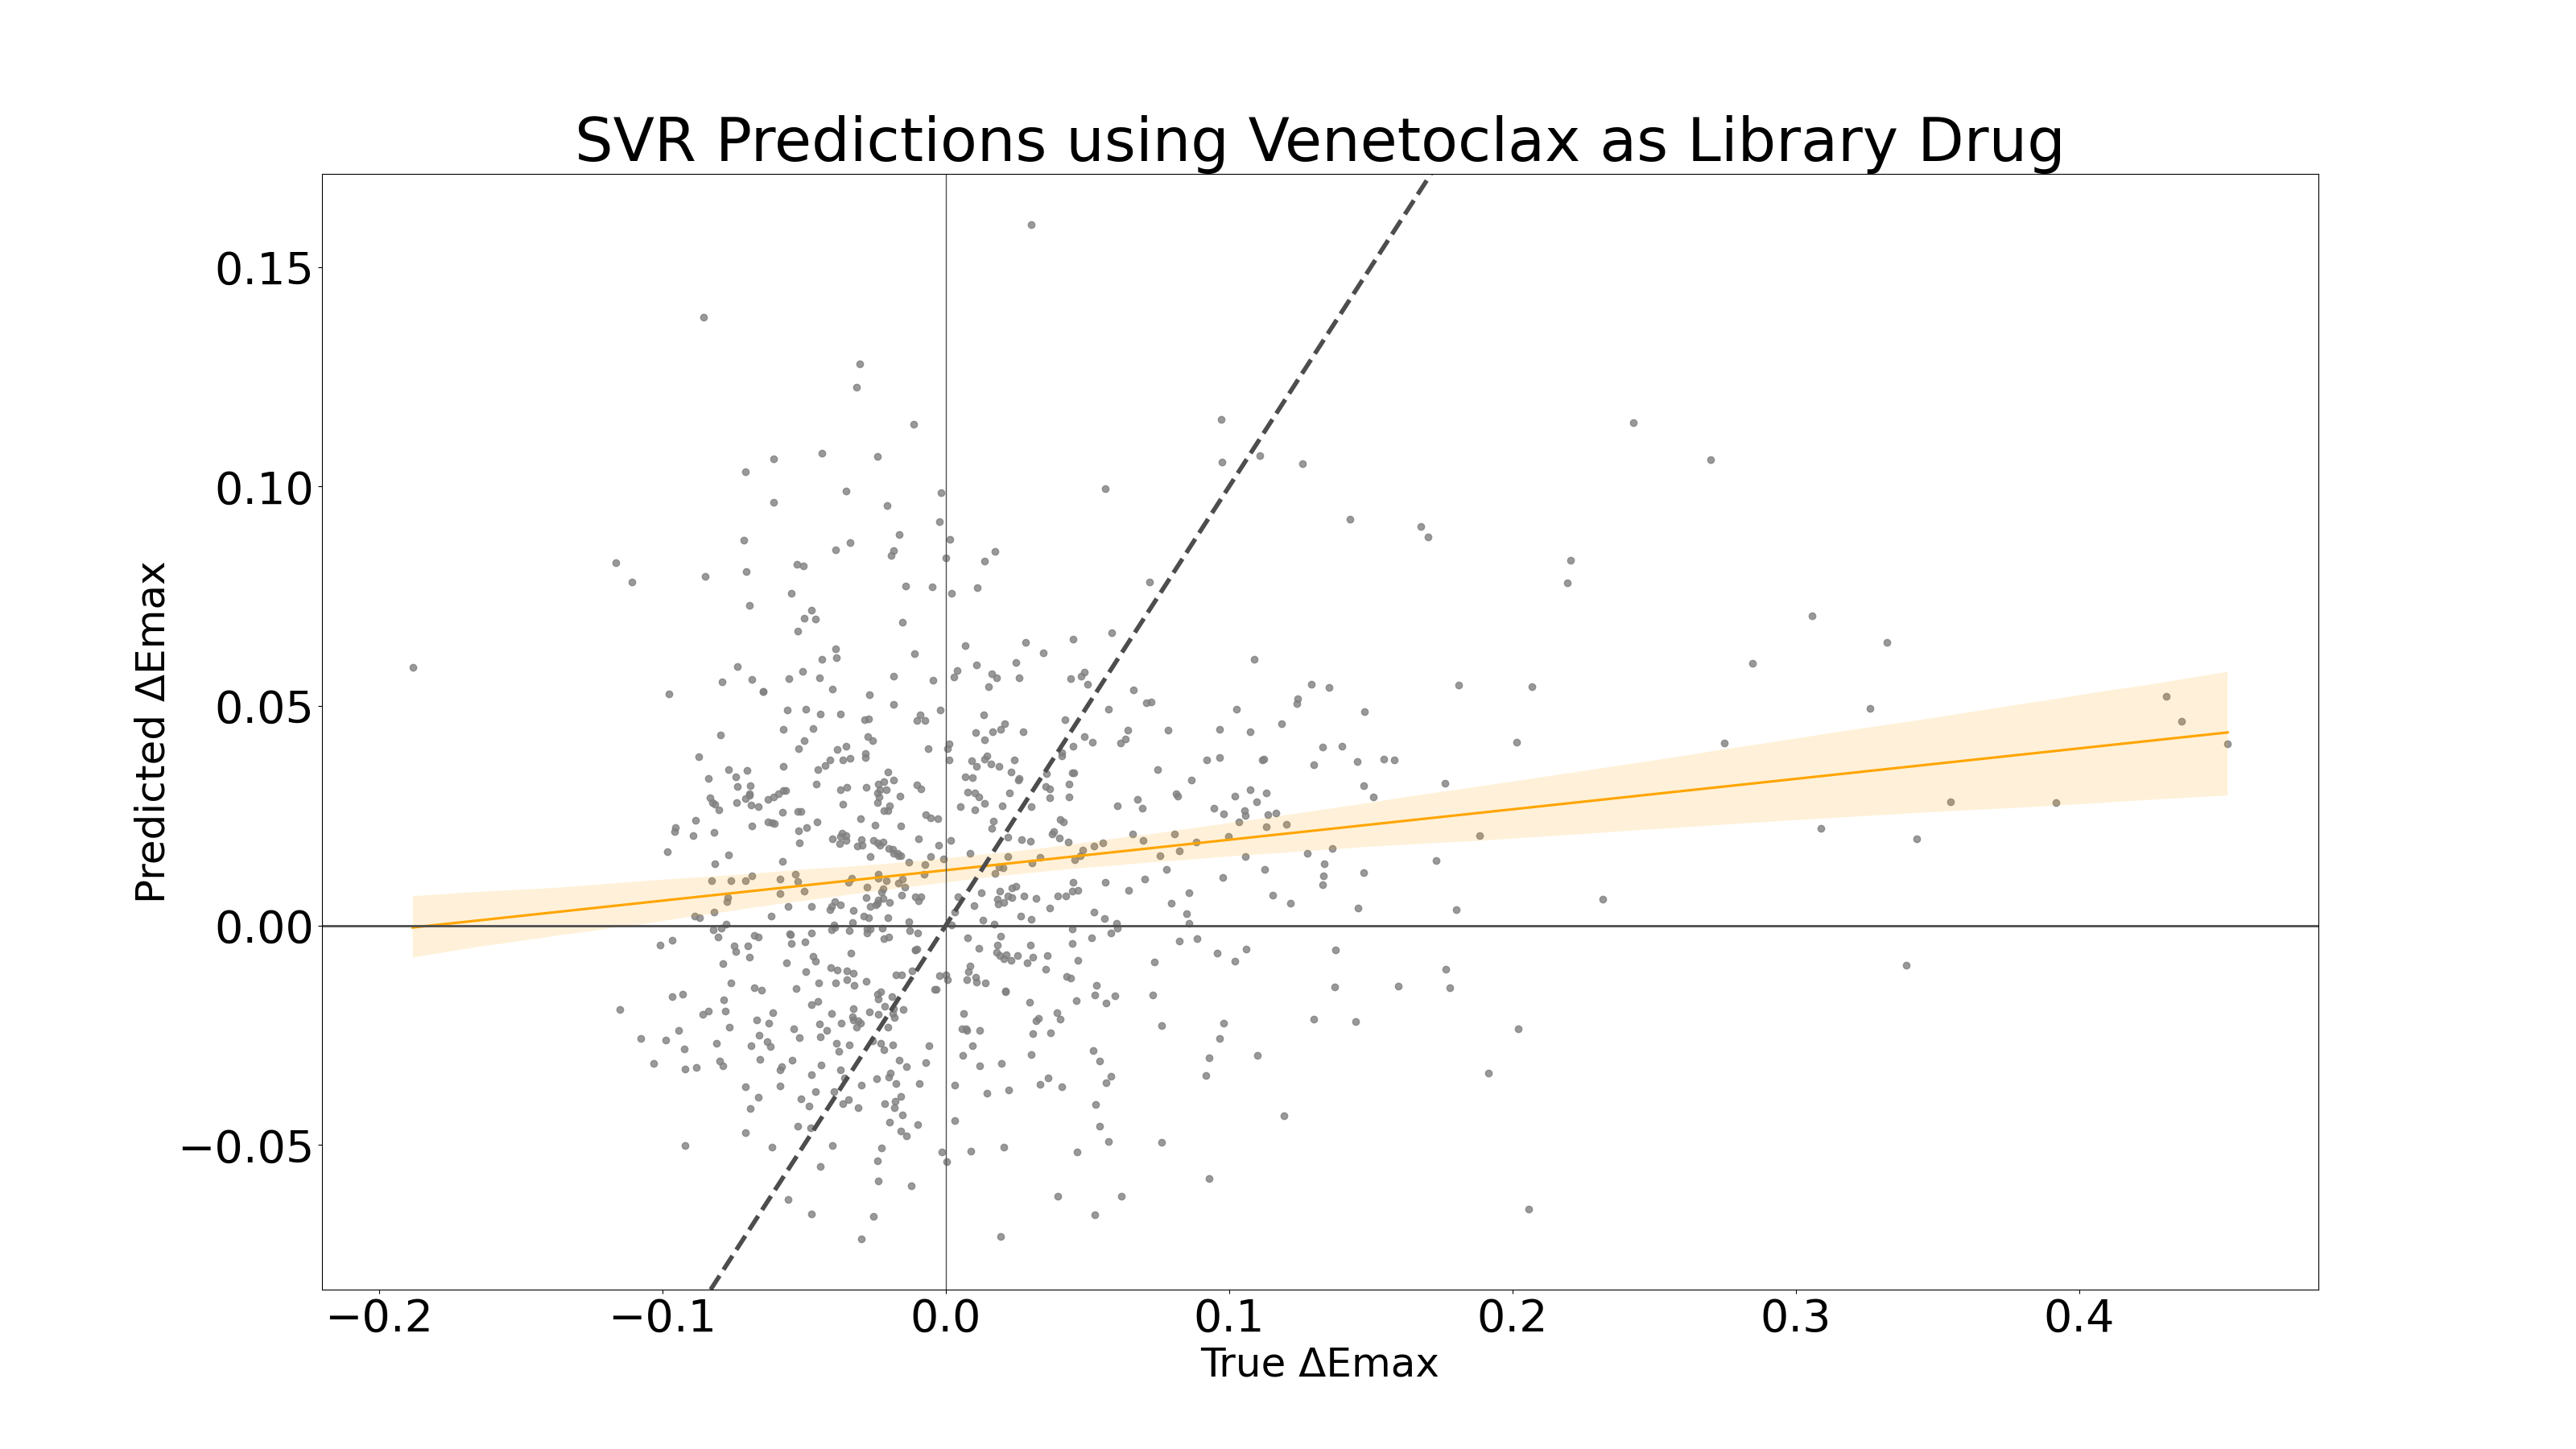 SVR Predictions using Venetoclax as Library Drug
0.15
0.10
0.05
0.00
−0.05
Predicted ΔEmax
−0.2 −0.1 0.0 0.1 0.2 0.3 0.4
True ΔEmax